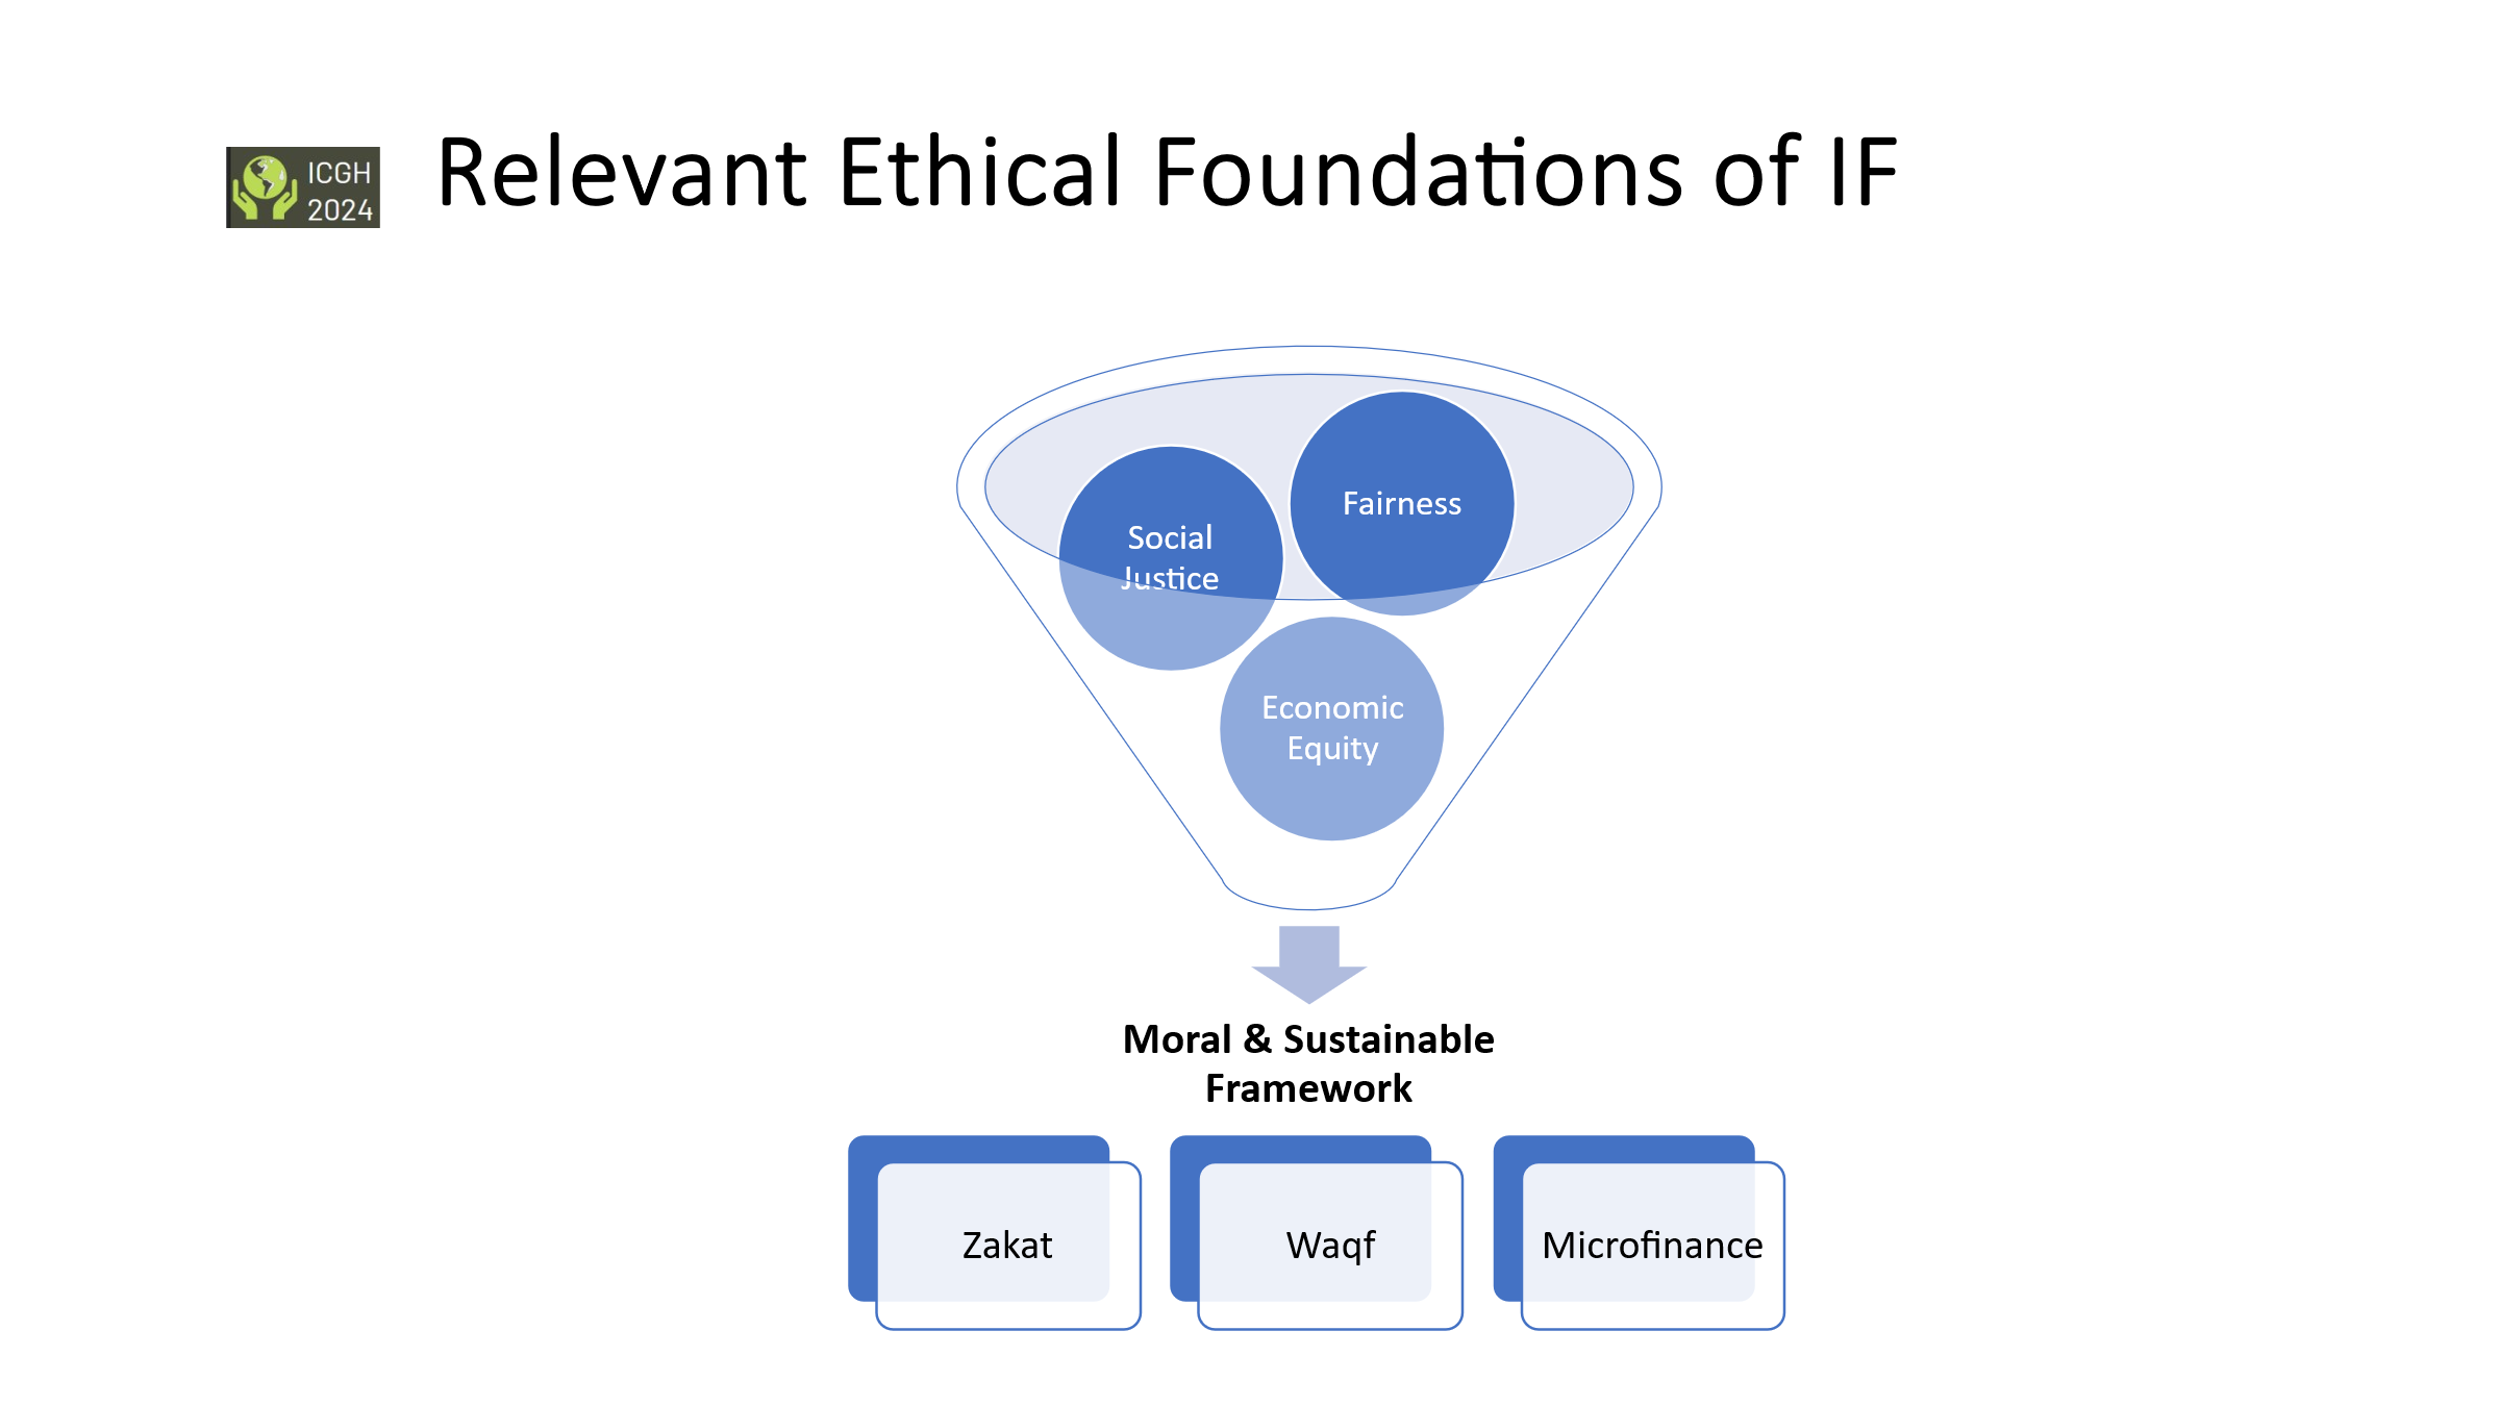 ICGH
2024
Relevant Ethical Foundations of IF
Fairness
Social
Justice
Economic
Equity
Moral & Sustainable
Framework
Zakat
Waqf
Microfinance